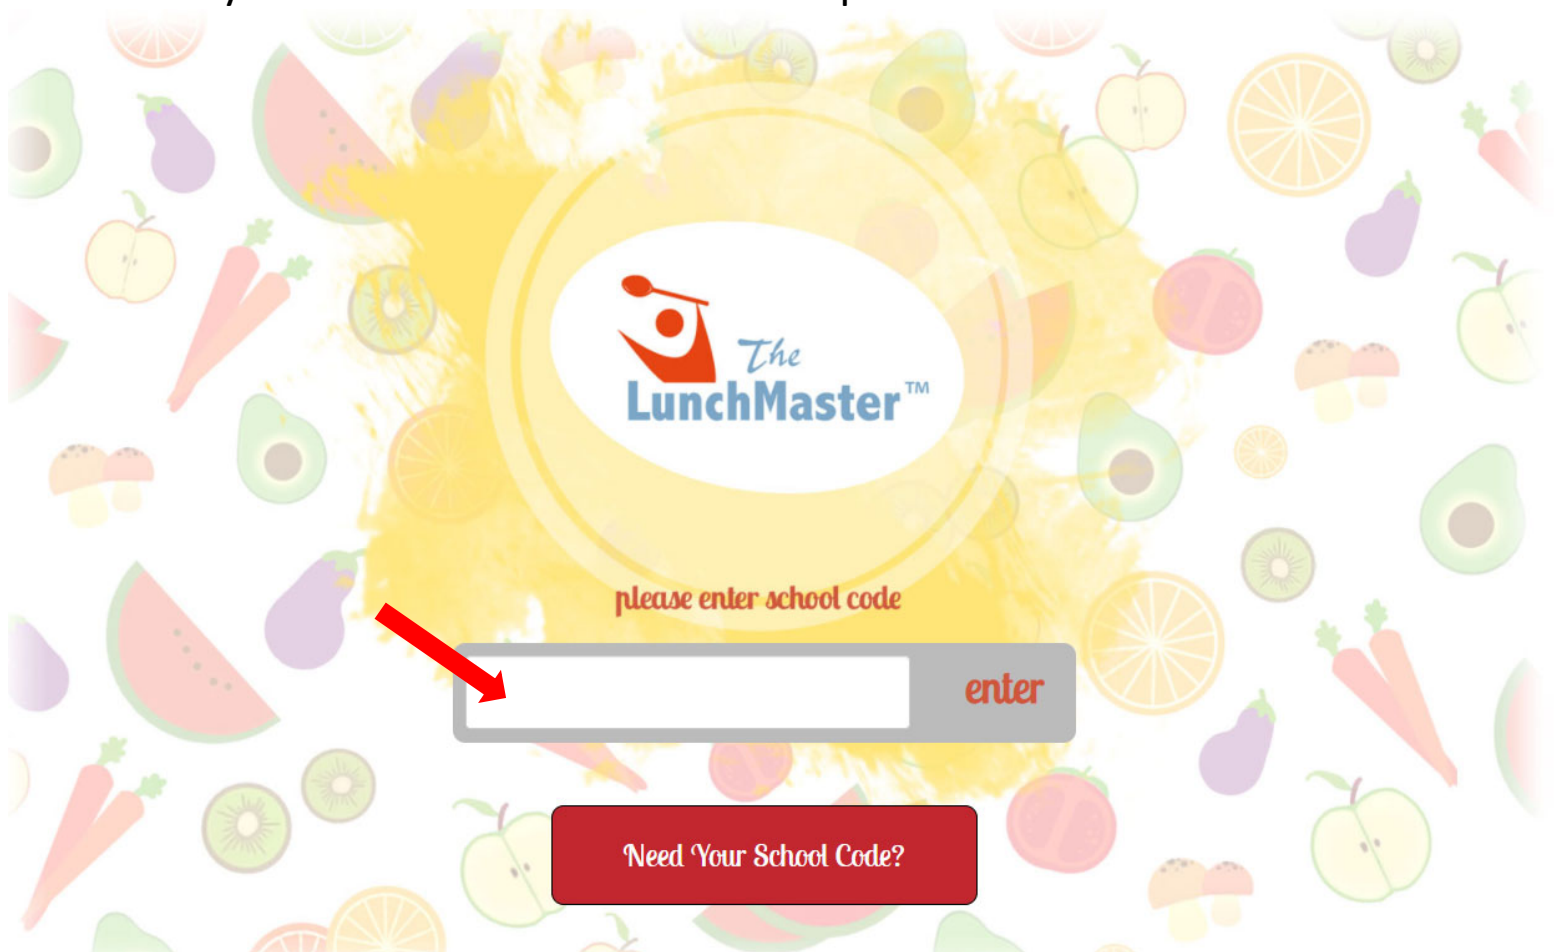 The
LunchMaster™
please enter school code
enter
Need Your School Code?